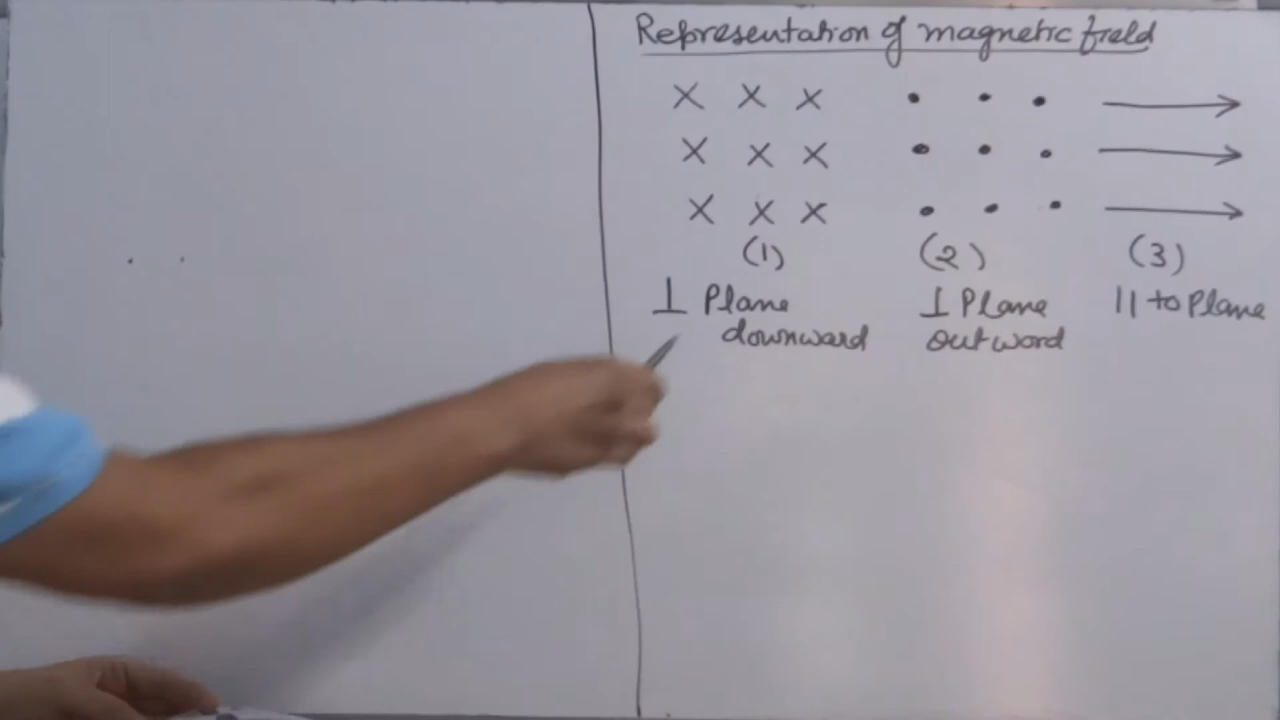 Representation of magnetic field
× × × • • • →
× × × • • • →
× × × • • • →
(1) (2) (3)
⊥ Plane downward
⊥ Plane outword
|| to Plane